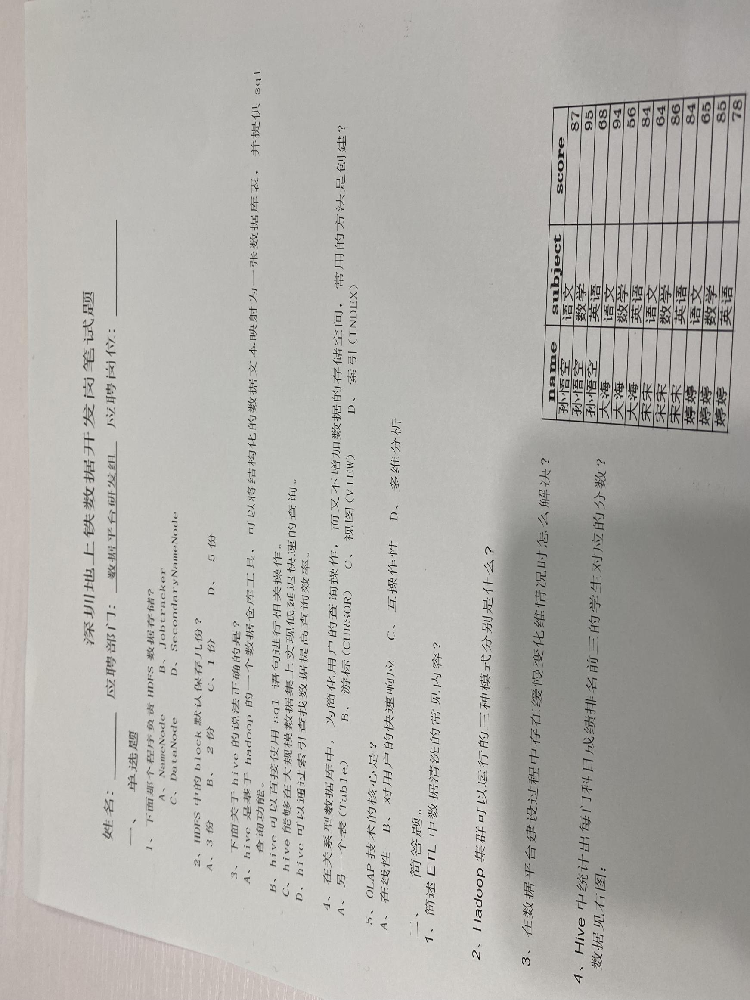 深圳地上铁数据开发岗笔试题
姓名：________ 应聘部门：数据平台研发组 应聘岗位：________
一、 单选题
1、下面那个程序负责 HDFS 数据存储？
A、NameNode B、Jobtracker
C、DataNode D、SecondaryNameNode
2、HDFS 中的 block 默认保存几份？
A、3 份 B、 2 份 C、1 份 D、 5 份
3、 下面关于 hive 的说法正确的是？
A、hive 是基于 hadoop 的一个数据仓库工具， 可以将结构化的数据文本映射为一张数据库表， 并提供 sql
查询功能。
B、hive 可以直接使用 sql 语句进行相关操作。
C、hive 能够在大规模数据集上实现低延迟快速的查询。
D、hive 可以通过索引查找数据提高查询效率。
4、 在关系型数据库中， 为简化用户的查询操作， 而又不增加数据的存储空间， 常用的方法是创建？
A、 另一个表(Table) B、 游标(CURSOR) C、 视图(VIEW) D、 索引(INDEX)
5、OLAP 技术的核心是？
A、在线性 B、对用户的快速响应 C、 互操作性 D、 多维分析
二、 简答题。
1、简述 ETL 中数据清洗的常见内容？
2、Hadoop 集群可以运行的三种模式分别是什么？
3、 在数据平台建设过程中存在缓慢变化维情况时怎么解决？
4、Hive 中统计出每门科目成绩排名前三的学生对应的分数？
数据见右图：
name subject score
孙悟空 语文 87
孙悟空 数学 95
孙悟空 英语 68
大海 语文 94
大海 数学 56
大海 英语 84
宋宋 语文 64
宋宋 数学 86
宋宋 英语 84
婷婷 语文 65
婷婷 数学 85
婷婷 英语 78